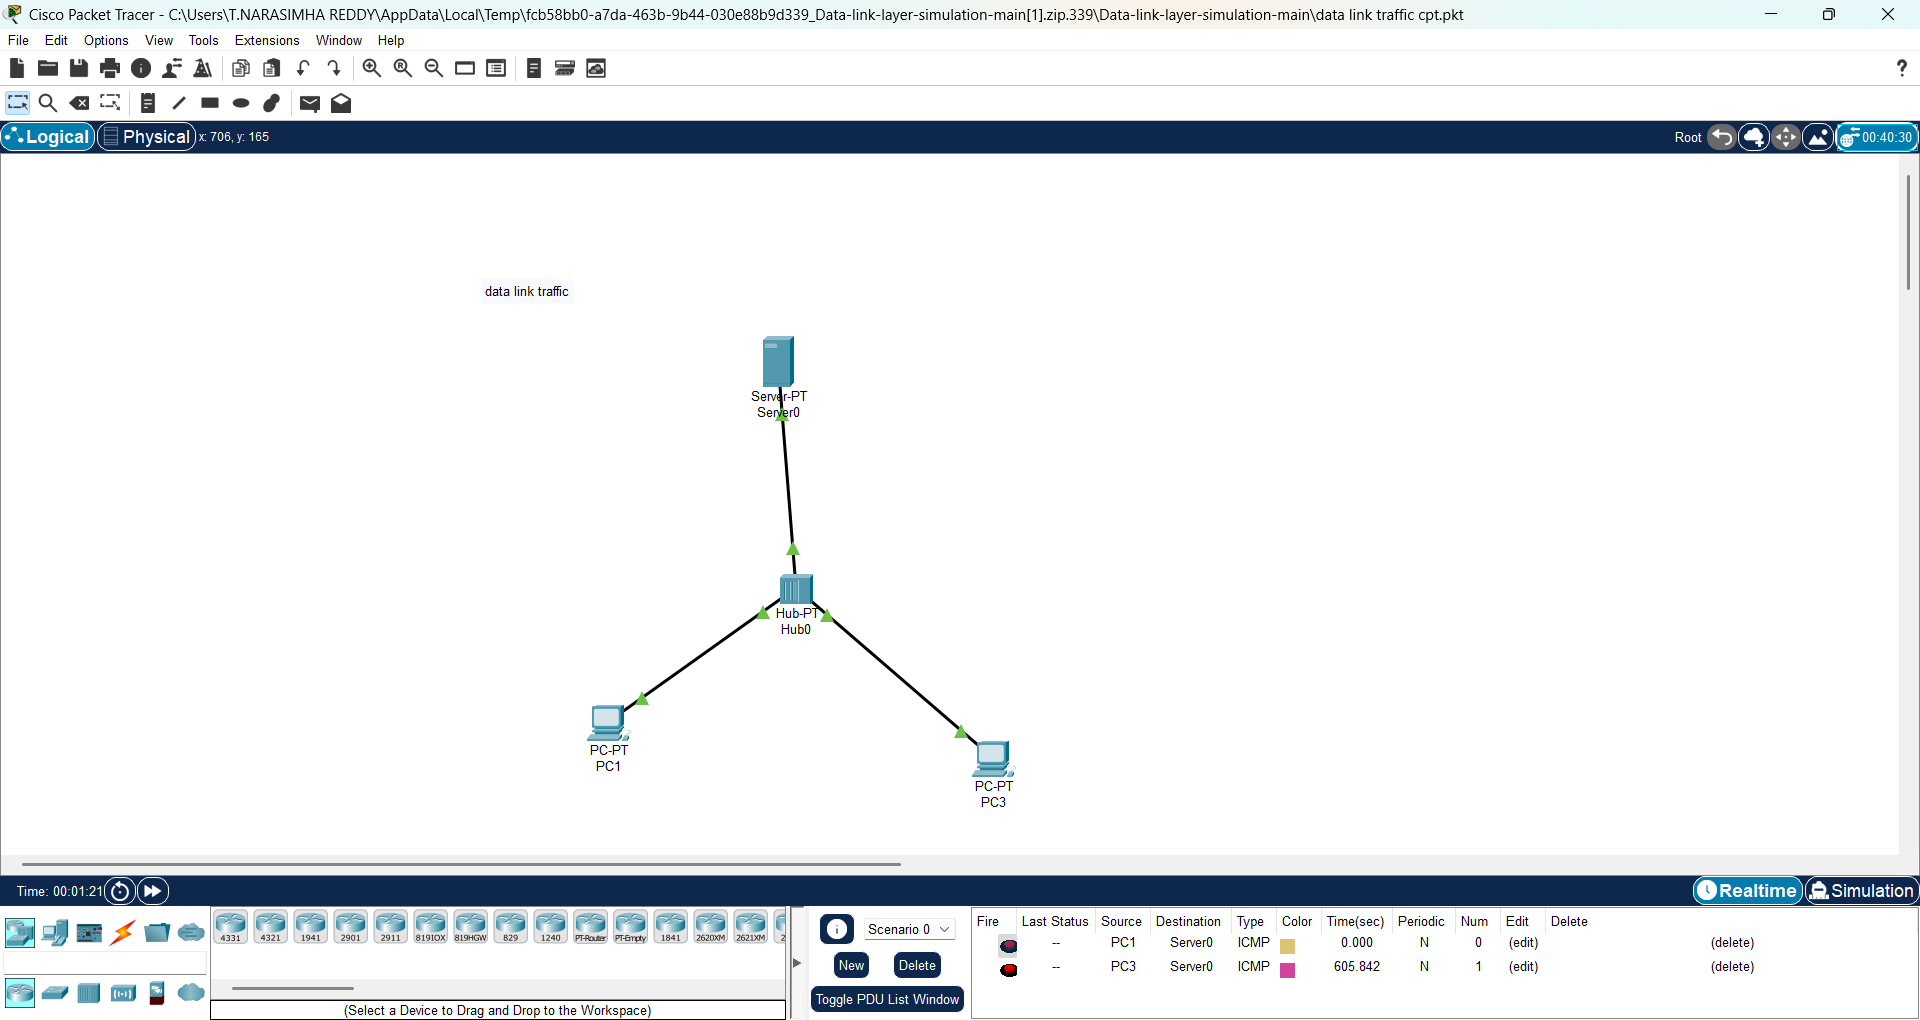 Cisco Packet Tracer - C:\Users\T.NARASIMHA REDDY\AppData\Local\Temp\fcb58bb0-a7da-463b-9b44-030e88b9d339_Data-link-layer-simulation-main[1].zip.339\Data-link-layer-simulation-main\data link traffic cpt.pkt
File Edit Options View Tools Extensions Window Help
Logical Physical x: 706, y: 165 Root 00:40:30
data link traffic
Server-PT
Server0
Hub-PT
Hub0
PC-PT
PC1
PC-PT
PC3
Time: 00:01:21 Realtime Simulation
4331 4321 1941 2901 2911 819IOX 819HGW 829 1240 PT-Router PT-Empty 1841 2620XM 2621XM 2
(Select a Device to Drag and Drop to the Workspace)
Scenario 0
New Delete
Toggle PDU List Window
Fire Last Status Source Destination Type Color Time(sec) Periodic Num Edit Delete
-- PC1 Server0 ICMP 0.000 N 0 (edit) (delete)
-- PC3 Server0 ICMP 605.842 N 1 (edit) (delete)